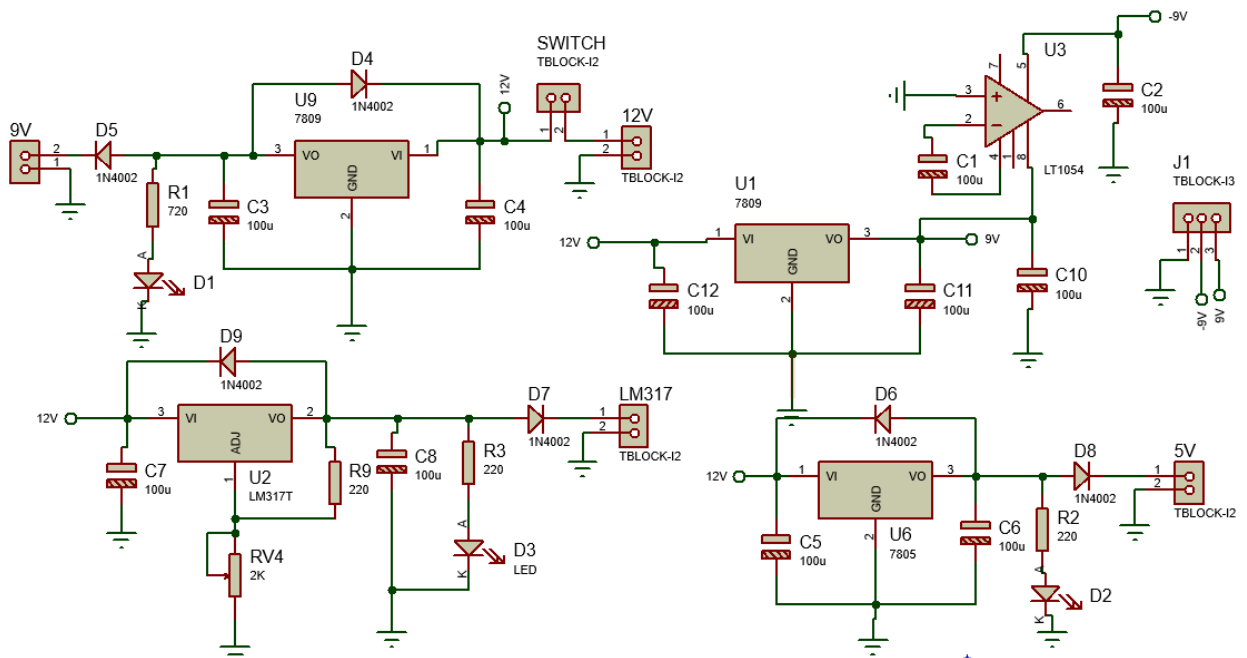 SWITCH
TBLOCK-I2
12V
1
2
12V
TBLOCK-I2
1
2
D4
1N4002
U9
7809
3
VO
VI
1
GND
2
9V
2
1
D5
1N4002
R1
720
C3
100u
C4
100u
A
K
D1
-9V
U3
7
5
3
2
6
4
1
8
LT1054
C1
100u
C2
100u
J1
TBLOCK-I3
1
2
3
-9V
9V
U1
7809
12V
1
VI
VO
3
9V
GND
2
C12
100u
C11
100u
C10
100u
D9
1N4002
12V
3
VI
VO
2
ADJ
1
U2
LM317T
C7
100u
R9
220
RV4
2K
C8
100u
R3
220
A
K
D3
LED
D7
1N4002
LM317
1
2
TBLOCK-I2
D6
1N4002
12V
1
VI
VO
3
GND
2
U6
7805
C5
100u
C6
100u
R2
220
A
K
D2
D8
1N4002
5V
1
2
TBLOCK-I2